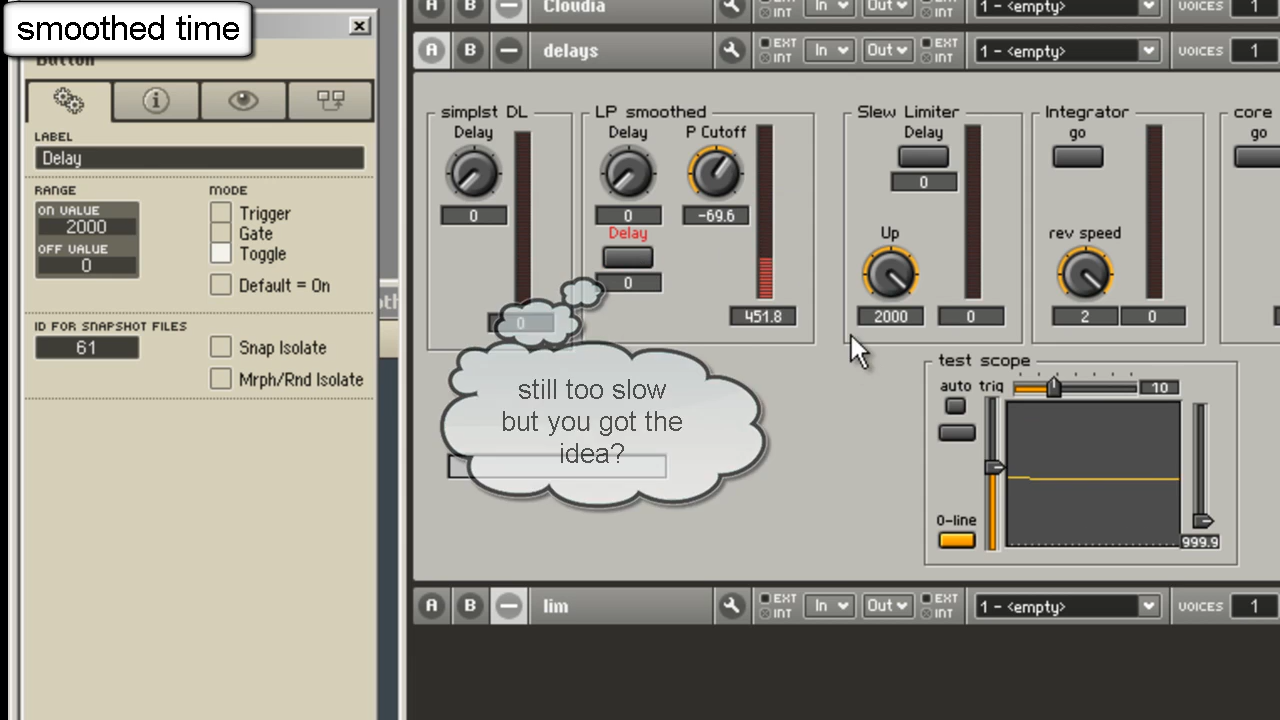 smoothed time
Button
LABEL
Delay
RANGE
ON VALUE
2000
OFF VALUE
0
MODE
Trigger
Gate
Toggle
Default = On
ID FOR SNAPSHOT FILES
61
Snap Isolate
Mrph/Rnd Isolate
A B Cloudia INT In Out INT 1 - <empty> VOICES 1
A B delays EXT INT In Out EXT INT 1 - <empty> VOICES 1
simplst DL
Delay
0
0
LP smoothed
Delay P Cutoff
0 -69.6
Delay
0
451.8
Slew Limiter
Delay
0
Up
2000 0
Integrator
go
rev speed
2 0
core
go
still too slow
but you got the
idea?
test scope
auto trig
10
0-line
999.9
A B lim EXT INT In Out EXT INT 1 - <empty> VOICES 1